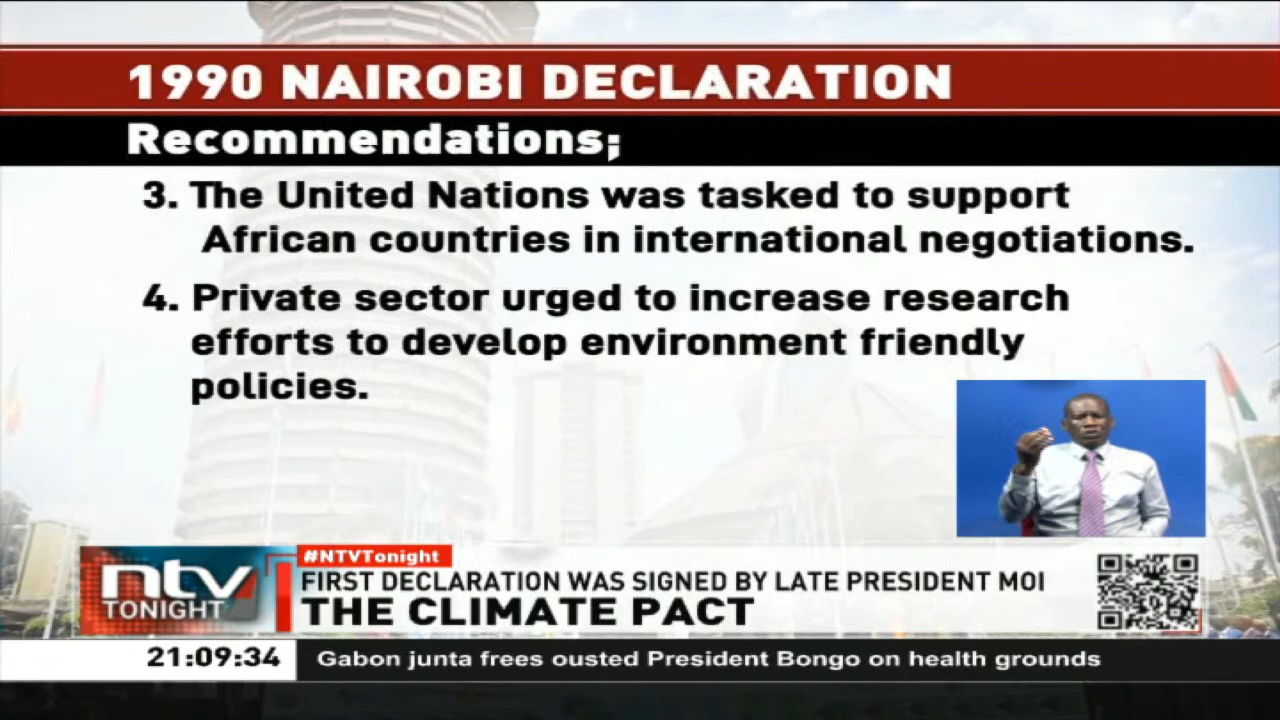 1990 NAIROBI DECLARATION
Recommendations;
3. The United Nations was tasked to support
African countries in international negotiations.
4. Private sector urged to increase research
efforts to develop environment friendly
policies.
ntv
TONIGHT
#NTVTonight
FIRST DECLARATION WAS SIGNED BY LATE PRESIDENT MOI
THE CLIMATE PACT
21:09:34
Gabon junta frees ousted President Bongo on health grounds